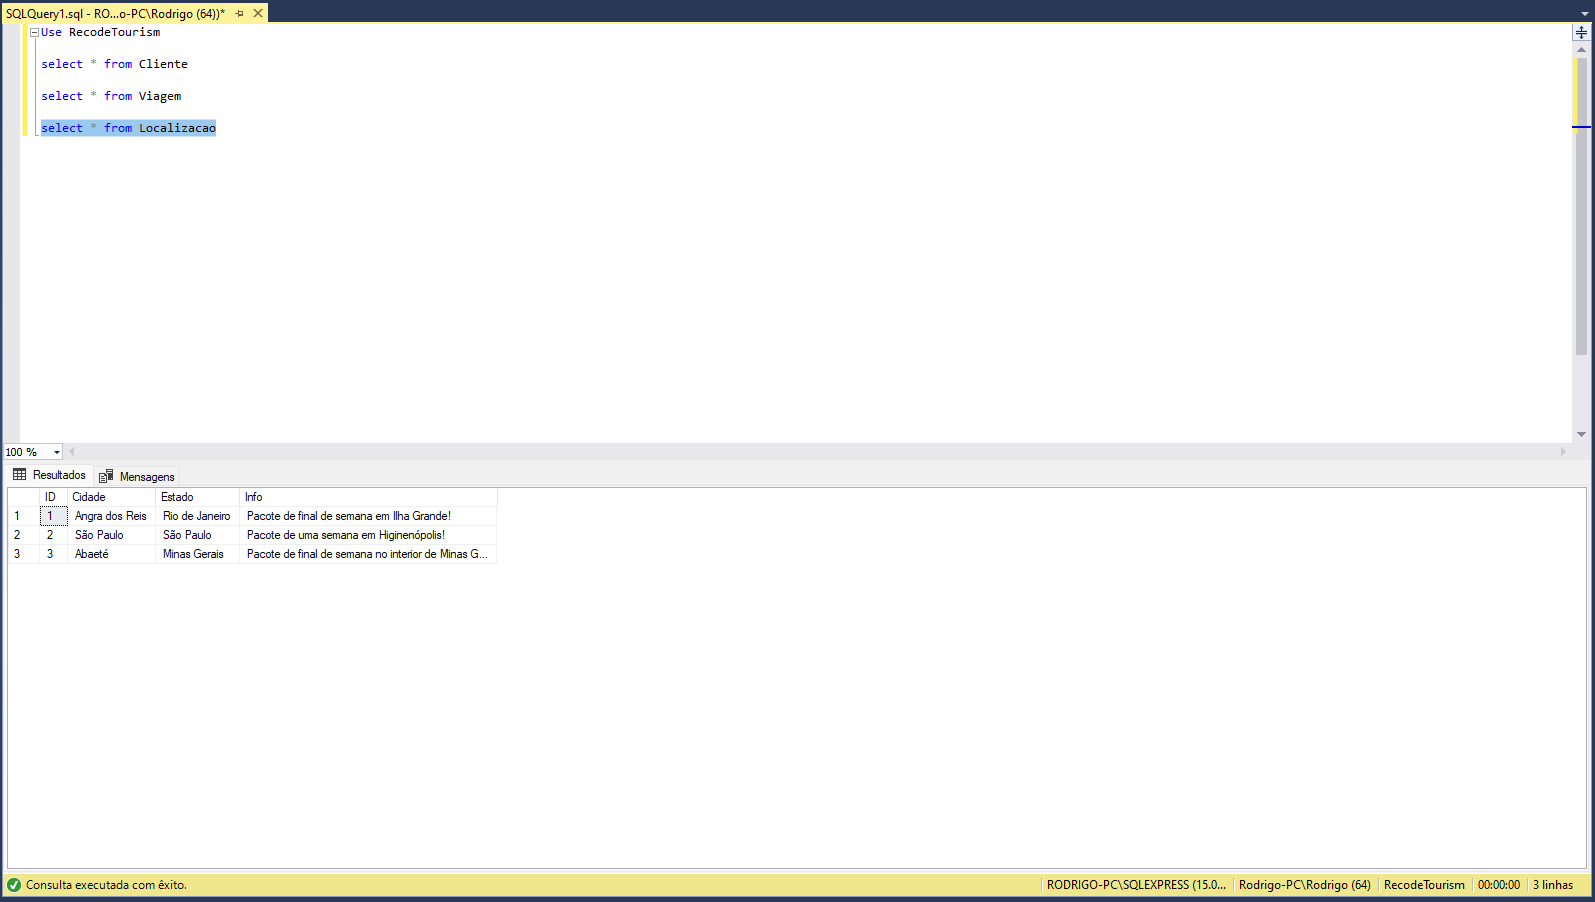 SQLQuery1.sql - RO...o-PC\Rodrigo (64))*
Use RecodeTourism
select * from Cliente
select * from Viagem
select * from Localizacao
100 %
Resultados Mensagens
ID Cidade Estado Info
1 1 Angra dos Reis Rio de Janeiro Pacote de final de semana em Ilha Grande!
2 2 São Paulo São Paulo Pacote de uma semana em Higinenópolis!
3 3 Abaeté Minas Gerais Pacote de final de semana no interior de Minas G...
Consulta executada com êxito. RODRIGO-PC\SQLEXPRESS (15.0... Rodrigo-PC\Rodrigo (64) RecodeTourism 00:00:00 3 linhas